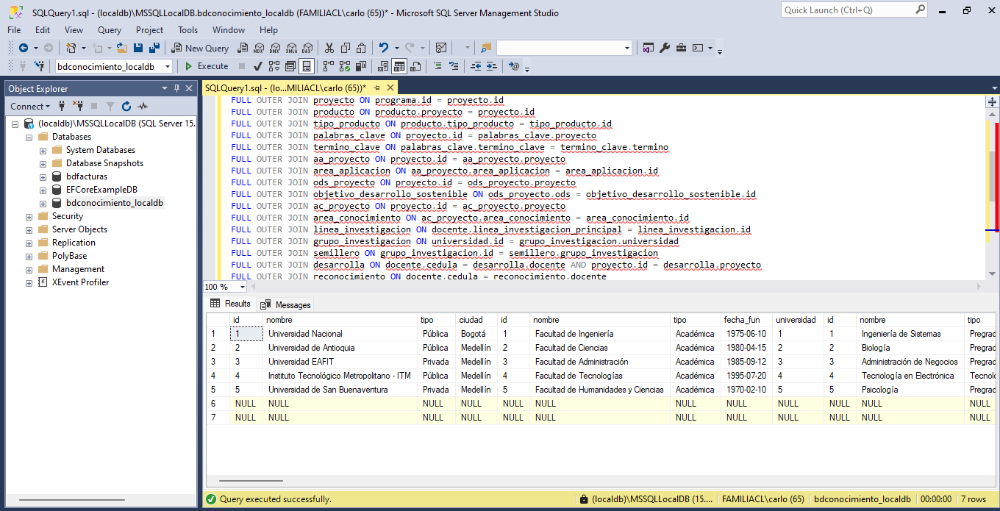 SQLQuery1.sql - (localdb)\MSSQLLocalDB.bdconocimiento_localdb (FAMILIACL\carlo (65))* - Microsoft SQL Server Management Studio
Quick Launch (Ctrl+Q)
File Edit View Query Project Tools Window Help
New Query MDX DMX XMLA DAX
bdconocimiento_localdb Execute
Object Explorer
Connect
(localdb)\MSSQLLocalDB (SQL Server 15.
Databases
System Databases
Database Snapshots
bdfacturas
EFCoreExampleDB
bdconocimiento_localdb
Security
Server Objects
Replication
PolyBase
Management
XEvent Profiler
SQLQuery1.sql - (lo...MILIACL\carlo (65))*
FULL OUTER JOIN proyecto ON programa.id = proyecto.id
FULL OUTER JOIN producto ON producto.proyecto = proyecto.id
FULL OUTER JOIN tipo_producto ON producto.tipo_producto = tipo_producto.id
FULL OUTER JOIN palabras_clave ON proyecto.id = palabras_clave.proyecto
FULL OUTER JOIN termino_clave ON palabras_clave.termino_clave = termino_clave.termino
FULL OUTER JOIN aa_proyecto ON proyecto.id = aa_proyecto.proyecto
FULL OUTER JOIN area_aplicacion ON aa_proyecto.area_aplicacion = area_aplicacion.id
FULL OUTER JOIN ods_proyecto ON proyecto.id = ods_proyecto.proyecto
FULL OUTER JOIN objetivo_desarrollo_sostenible ON ods_proyecto.ods = objetivo_desarrollo_sostenible.id
FULL OUTER JOIN ac_proyecto ON proyecto.id = ac_proyecto.proyecto
FULL OUTER JOIN area_conocimiento ON ac_proyecto.area_conocimiento = area_conocimiento.id
FULL OUTER JOIN linea_investigacion ON docente.linea_investigacion_principal = linea_investigacion.id
FULL OUTER JOIN grupo_investigacion ON universidad.id = grupo_investigacion.universidad
FULL OUTER JOIN semillero ON grupo_investigacion.id = semillero.grupo_investigacion
FULL OUTER JOIN desarrolla ON docente.cedula = desarrolla.docente AND proyecto.id = desarrolla.proyecto
FULL OUTER JOIN reconocimiento ON docente.cedula = reconocimiento.docente
100 %
Results Messages
id nombre tipo ciudad id nombre tipo fecha_fun universidad id nombre tipo
1 1 Universidad Nacional Pública Bogotá 1 Facultad de Ingeniería Académica 1975-06-10 1 1 Ingeniería de Sistemas Pregrad
2 2 Universidad de Antioquia Pública Medellín 2 Facultad de Ciencias Académica 1980-04-15 2 2 Biología Pregrad
3 3 Universidad EAFIT Privada Medellín 3 Facultad de Administración Académica 1985-09-12 3 3 Administración de Negocios Pregrad
4 4 Instituto Tecnológico Metropolitano - ITM Pública Medellín 4 Facultad de Tecnologías Académica 1995-07-20 4 4 Tecnología en Electrónica Tecnol
5 5 Universidad de San Buenaventura Privada Medellín 5 Facultad de Humanidades y Ciencias Académica 1970-02-10 5 5 Psicología Pregrad
6 NULL NULL NULL NULL NULL NULL NULL NULL NULL NULL NULL NULL
7 NULL NULL NULL NULL NULL NULL NULL NULL NULL NULL NULL NULL
Query executed successfully. (localdb)\MSSQLLocalDB (15.... FAMILIACL\carlo (65) bdconocimiento_localdb 00:00:00 7 rows